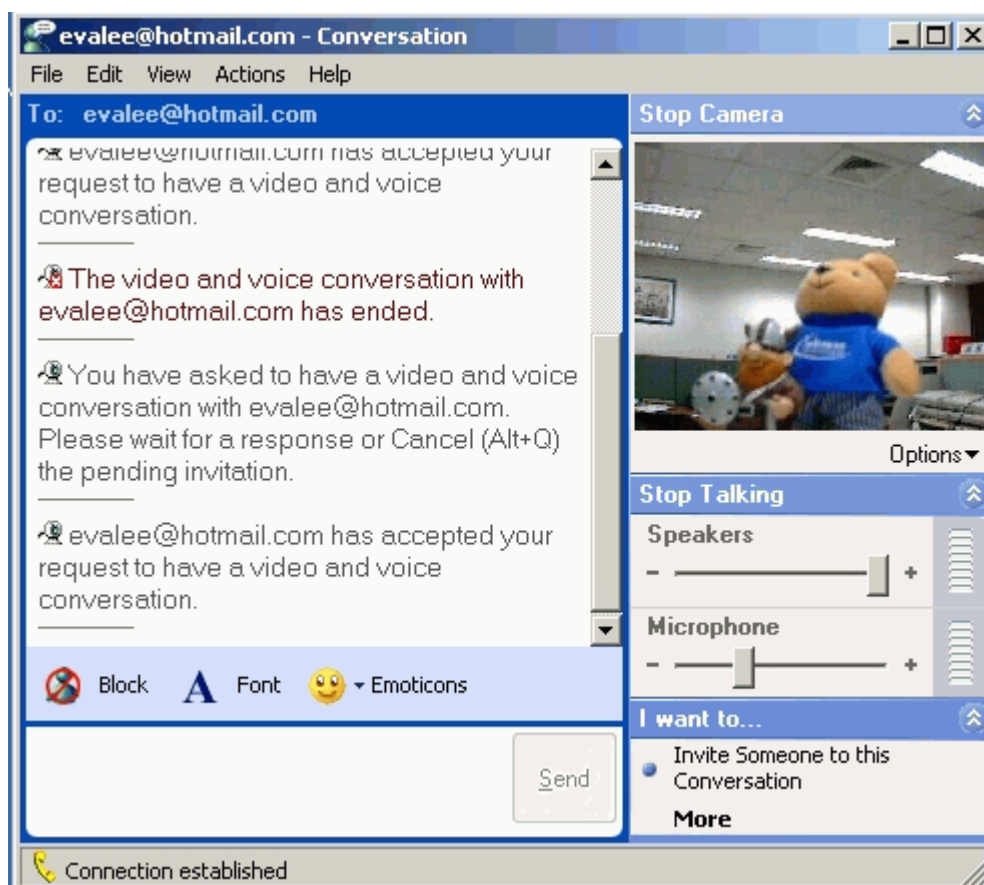 evalee@hotmail.com - Conversation
File Edit View Actions Help
To: evalee@hotmail.com
evalee@hotmail.com has accepted your
request to have a video and voice
conversation.
The video and voice conversation with
evalee@hotmail.com has ended.
You have asked to have a video and voice
conversation with evalee@hotmail.com.
Please wait for a response or Cancel (Alt+Q)
the pending invitation.
evalee@hotmail.com has accepted your
request to have a video and voice
conversation.
Block A Font Emoticons
Send
Stop Camera
Options
Stop Talking
Speakers
- +
Microphone
- +
I want to...
Invite Someone to this
Conversation
More
Connection established